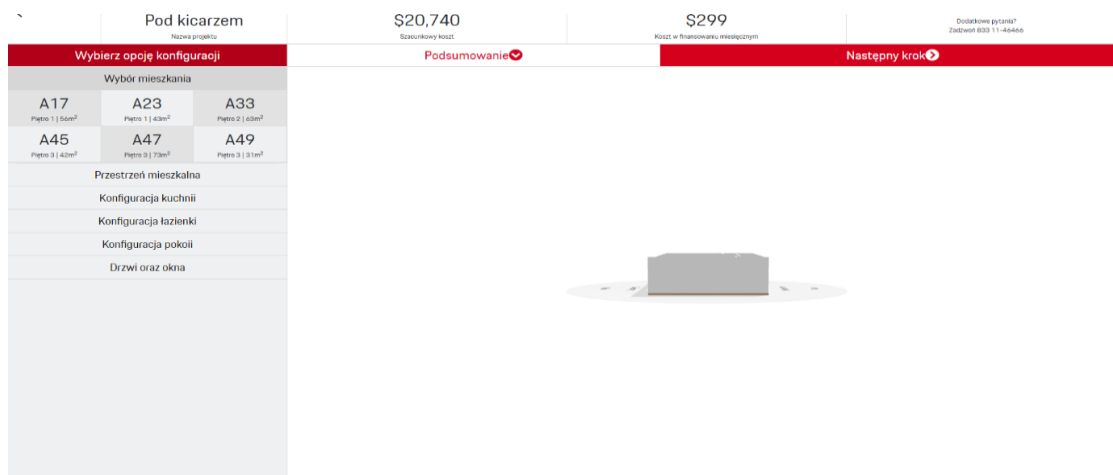 Pod kicarzem
Nazwa projektu
$20,740
Szacunkowy koszt
$299
Koszt w finansowaniu miesięcznym
Dodatkowe pytania?
Zadzwoń 833 11-46466
Wybierz opcję konfiguracji
Podsumowanie
Następny krok
Wybór mieszkania
A17
Piętro 1 | 56m²
A23
Piętro 1 | 43m²
A33
Piętro 2 | 63m²
A45
Piętro 3 | 42m²
A47
Piętro 3 | 73m²
A49
Piętro 3 | 31m²
Przestrzeń mieszkalna
Konfiguracja kuchnii
Konfiguracja łazienki
Konfiguracja pokoii
Drzwi oraz okna